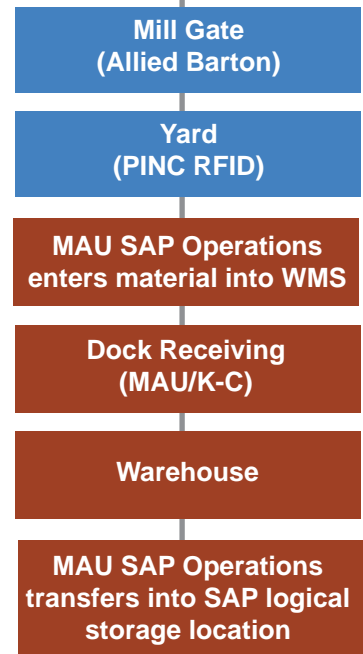 Mill Gate
(Allied Barton)
Yard
(PINC RFID)
MAU SAP Operations
enters material into WMS
Dock Receiving
(MAU/K-C)
Warehouse
MAU SAP Operations
transfers into SAP logical
storage location